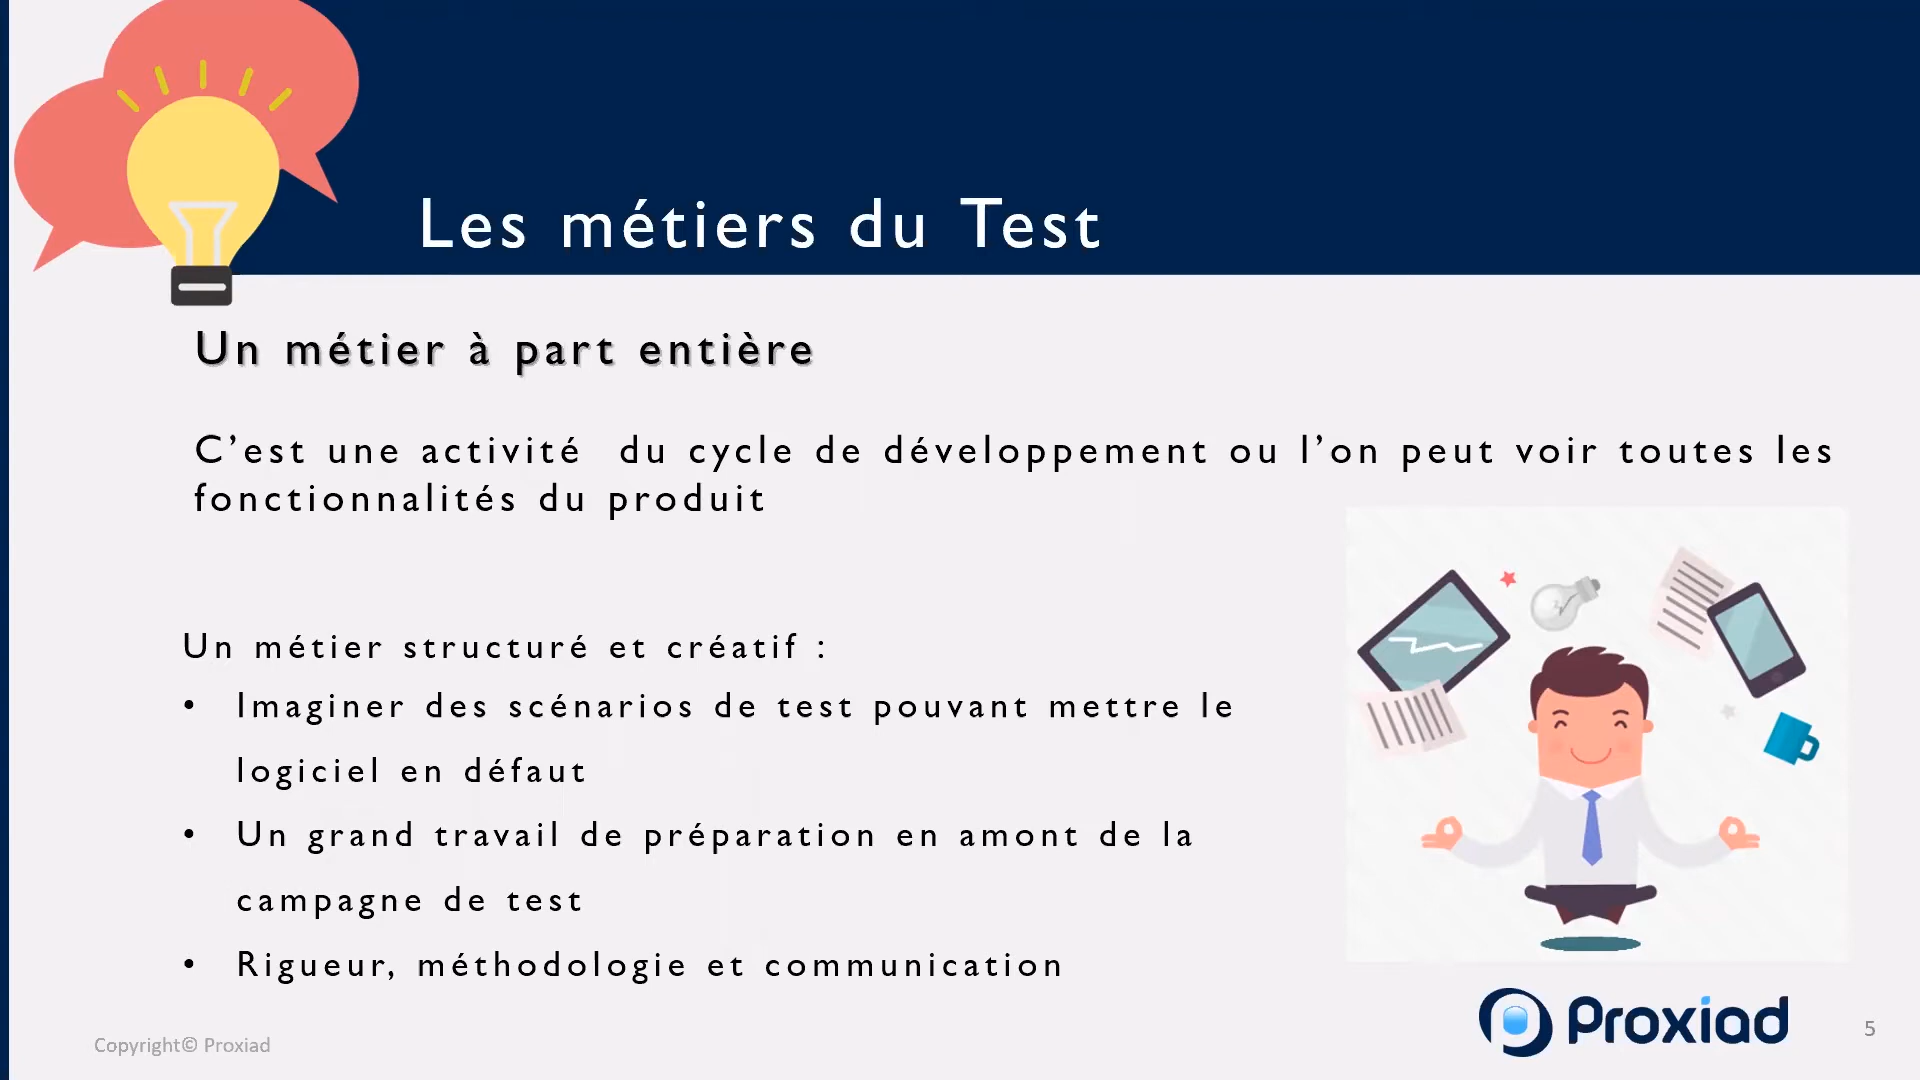 Les métiers du Test
Un métier à part entière
C’est une activité du cycle de développement ou l’on peut voir toutes les
fonctionnalités du produit
Un métier structuré et créatif :
• Imaginer des scénarios de test pouvant mettre le
logiciel en défaut
• Un grand travail de préparation en amont de la
campagne de test
• Rigueur, méthodologie et communication
Proxiad
Copyright© Proxiad
5